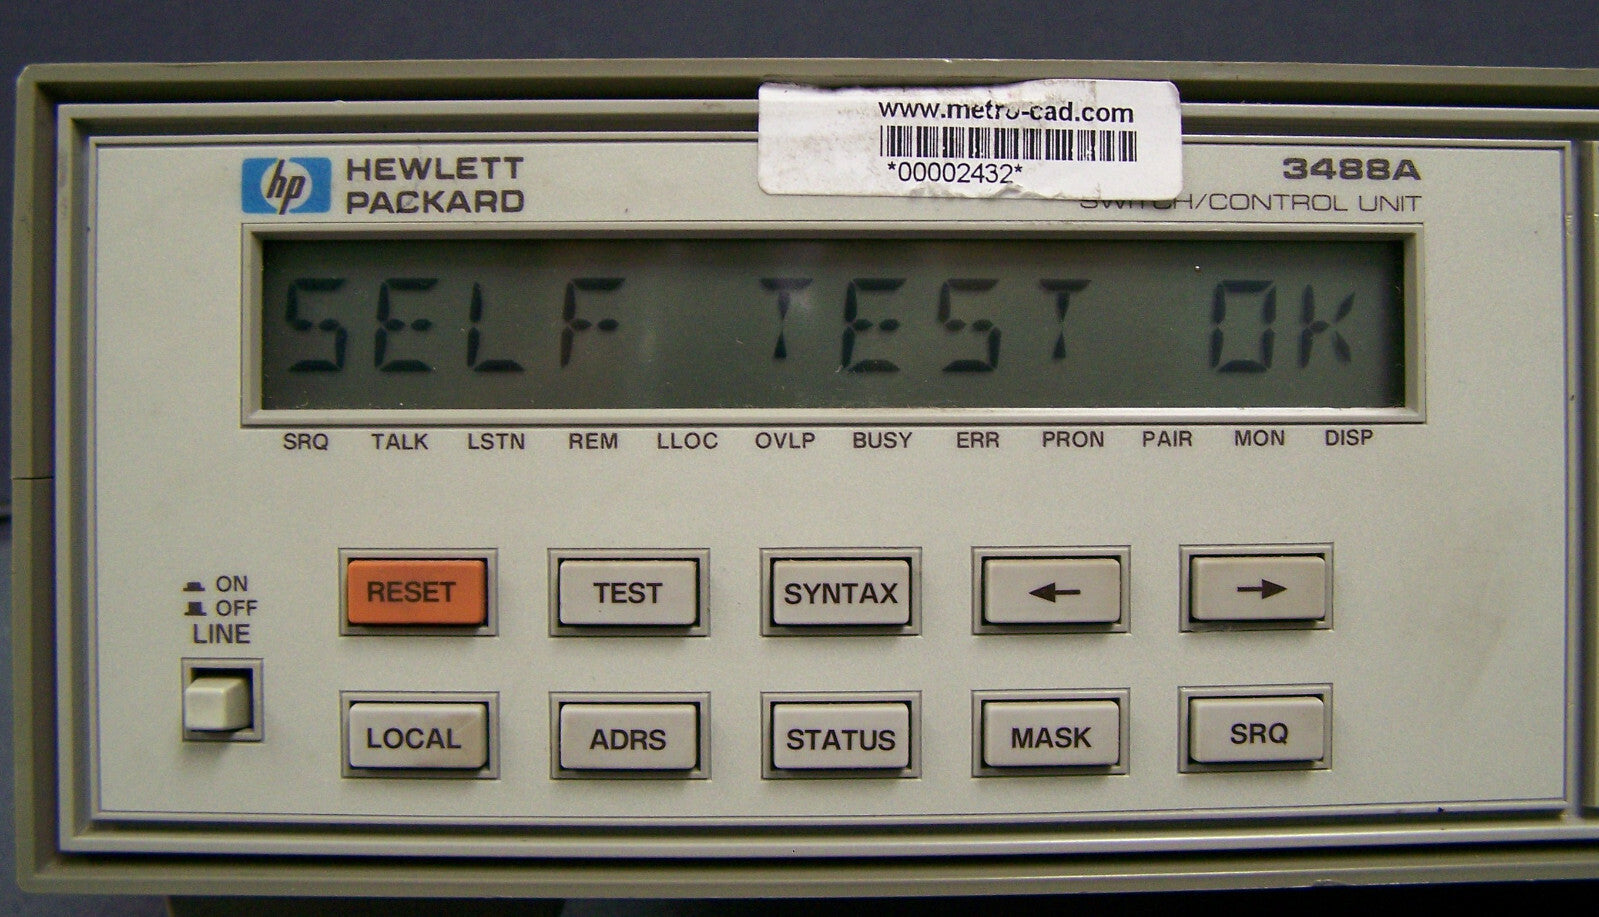 www.metro-cad.com
*00002432*
hp HEWLETT PACKARD
3488A
SWITCH/CONTROL UNIT
SELF TEST OK
SRQ TALK LSTN REM LLOC OVLP BUSY ERR PRON PAIR MON DISP
ON
OFF
LINE
RESET TEST SYNTAX ← →
LOCAL ADRS STATUS MASK SRQ